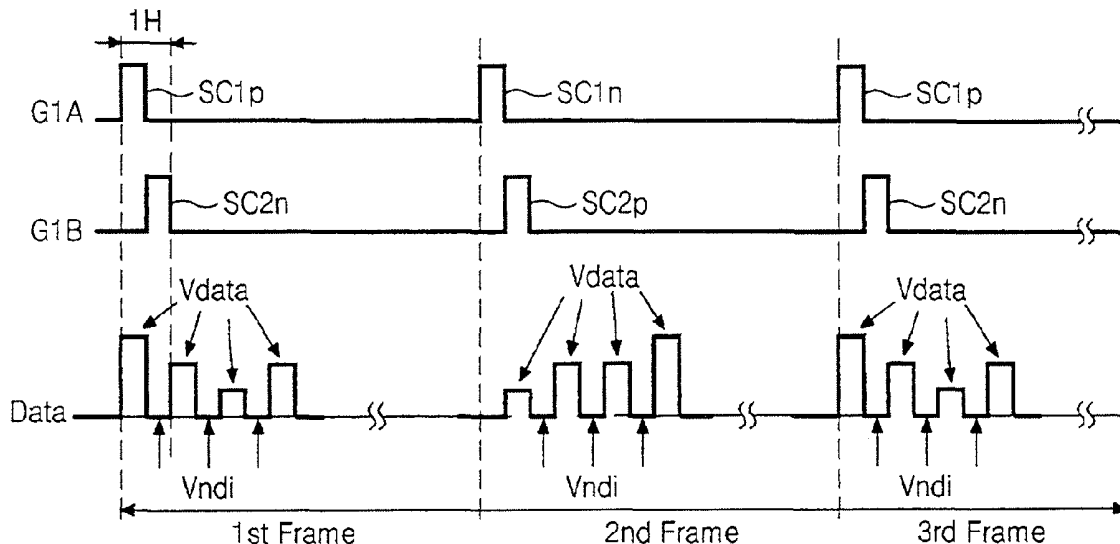 1H
G1A
SC1p
SC1n
SC1p
G1B
SC2n
SC2p
SC2n
Vdata
Vdata
Vdata
Data
Vndi
Vndi
Vndi
1st Frame
2nd Frame
3rd Frame